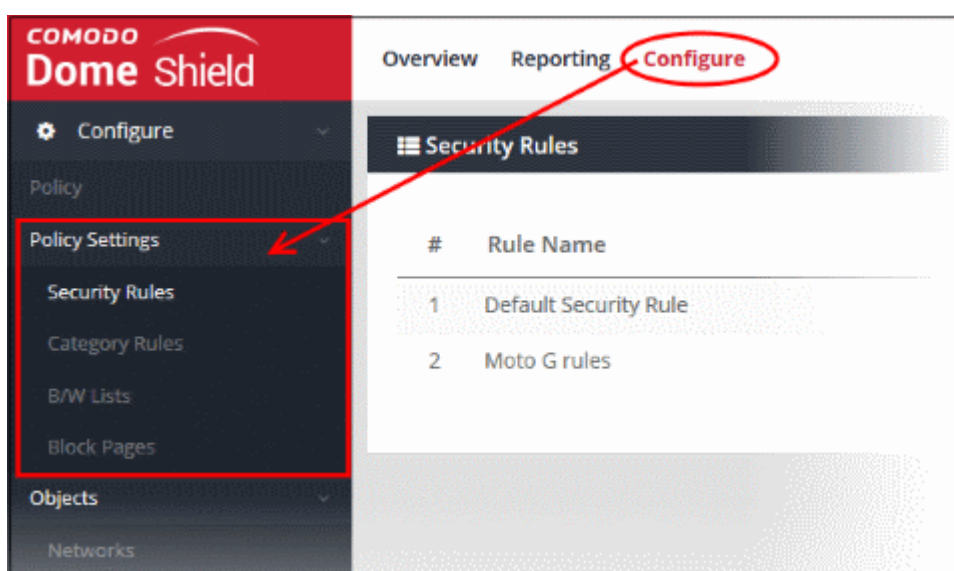 COMODO
Dome Shield
Overview Reporting Configure
Configure
Policy
Policy Settings
Security Rules
Category Rules
B/W Lists
Block Pages
Objects
Networks
Security Rules
# Rule Name
1 Default Security Rule
2 Moto G rules